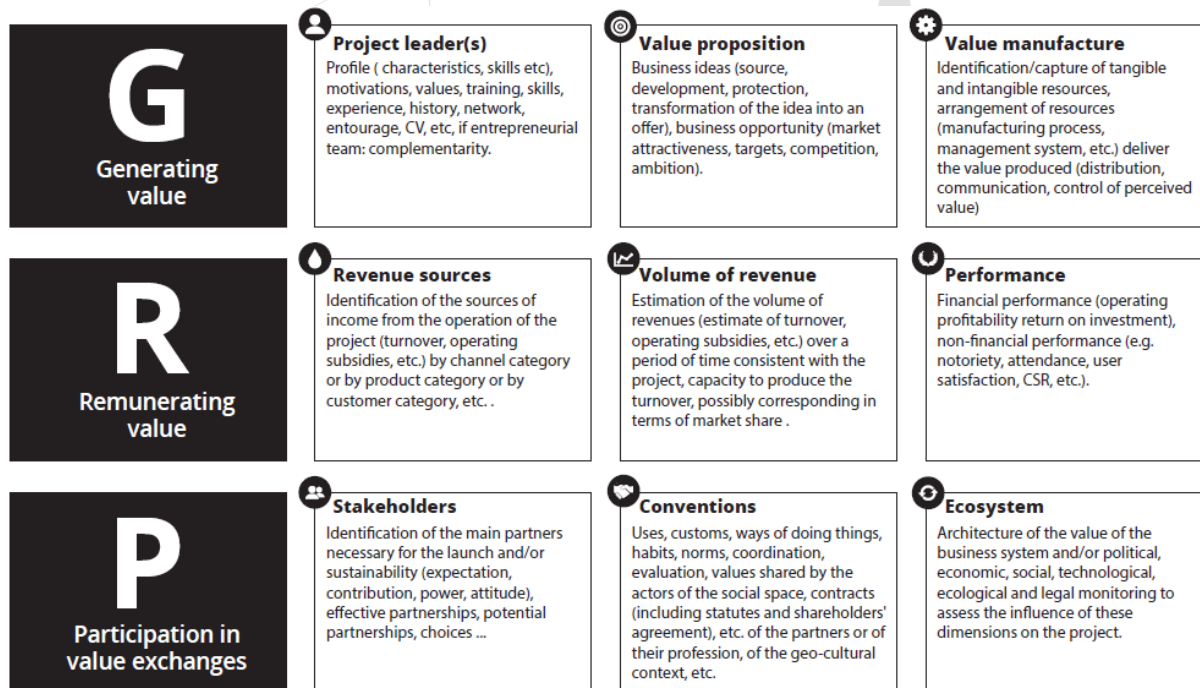 G
Generating
value
Project leader(s)
Profile ( characteristics, skills etc),
motivations, values, training, skills,
experience, history, network,
entourage, CV, etc, if entrepreneurial
team: complementarity.
Value proposition
Business ideas (source,
development, protection,
transformation of the idea into an
offer), business opportunity (market
attractiveness, targets, competition,
ambition).
Value manufacture
Identification/capture of tangible
and intangible resources,
arrangement of resources
(manufacturing process,
management system, etc.) deliver
the value produced (distribution,
communication, control of perceived
value)
R
Remunerating
value
Revenue sources
Identification of the sources of
income from the operation of the
project (turnover, operating
subsidies, etc.) by channel category
or by product category or by
customer category, etc. .
Volume of revenue
Estimation of the volume of
revenues (estimate of turnover,
operating subsidies, etc.) over a
period of time consistent with the
project, capacity to produce the
turnover, possibly corresponding in
terms of market share .
Performance
Financial performance (operating
profitability return on investment),
non-financial performance (e.g.
notoriety, attendance, user
satisfaction, CSR, etc.).
P
Participation in
value exchanges
Stakeholders
Identification of the main partners
necessary for the launch and/or
sustainability (expectation,
contribution, power, attitude),
effective partnerships, potential
partnerships, choices ...
Conventions
Uses, customs, ways of doing things,
habits, norms, coordination,
evaluation, values shared by the
actors of the social space, contracts
(including statutes and shareholders'
agreement), etc. of the partners or of
their profession, of the geo-cultural
context, etc.
Ecosystem
Architecture of the value of the
business system and/or political,
economic, social, technological,
ecological and legal monitoring to
assess the influence of these
dimensions on the project.